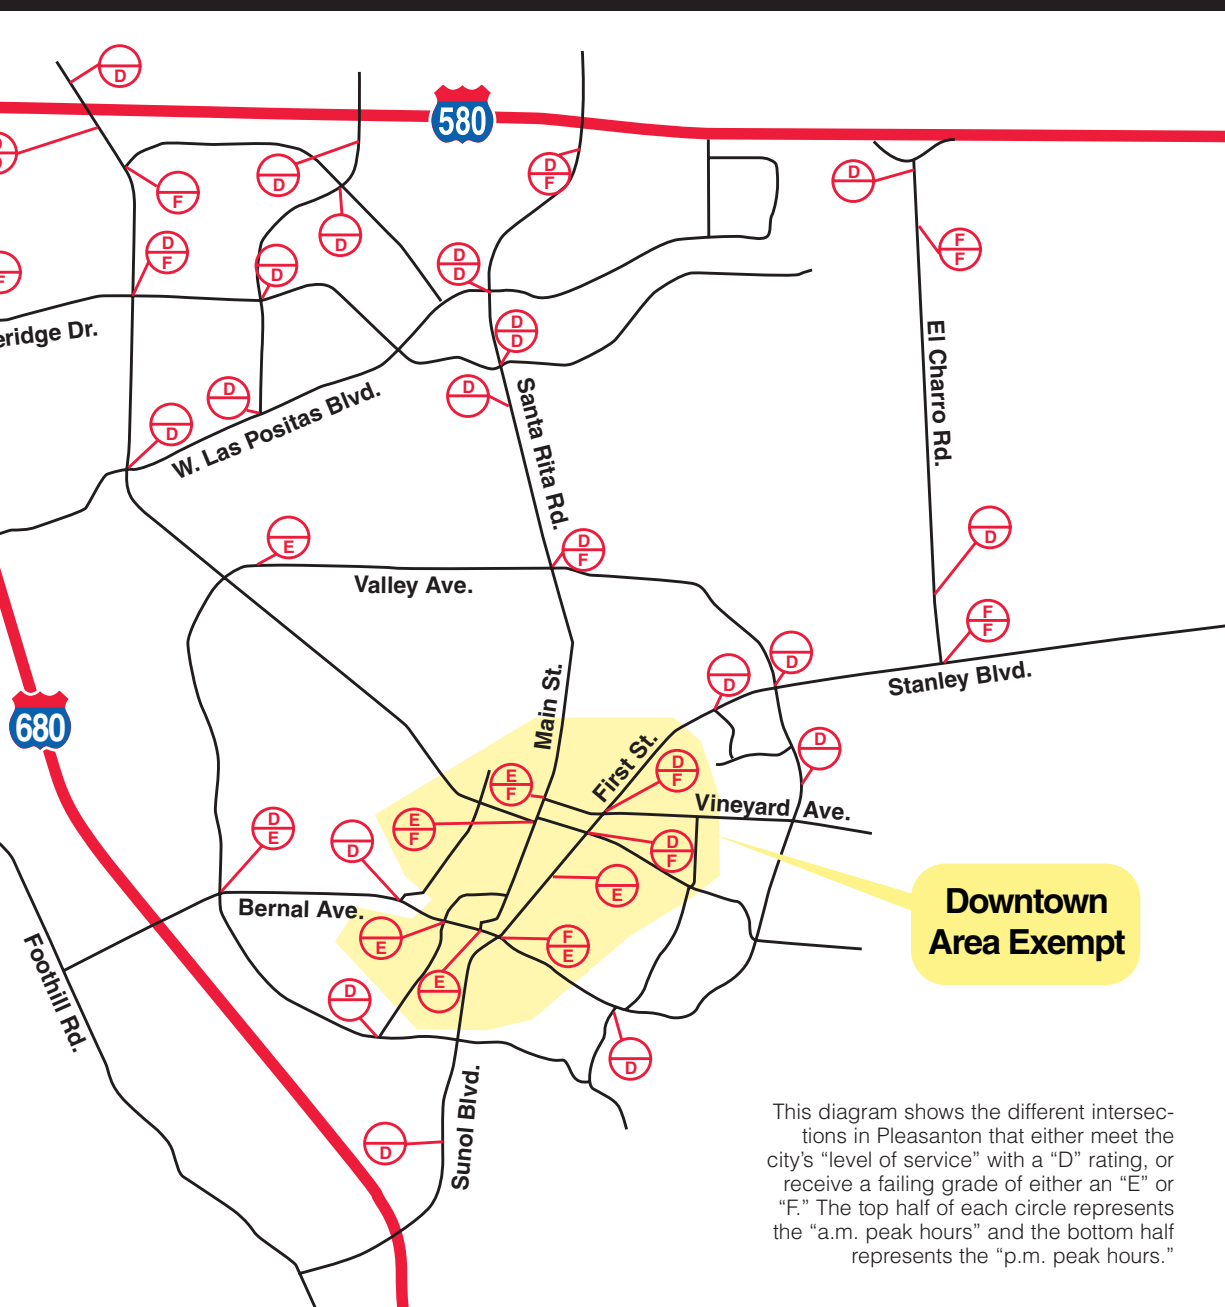 D
580
D
D
F
D
F
D
D
F
D
D
F
D
D
D
F
F
eridge Dr.
D
D
El Charro Rd.
D
D
Santa Rita Rd.
W. Las Positas Blvd.
D
D
E
D
F
Valley Ave.
F
F
D
D
Stanley Blvd.
Main St.
680
D
First St.
D
F
E
F
Vineyard Ave.
E
F
D
E
D
D
F
E
Downtown
Area Exempt
Bernal Ave.
E
F
E
E
D
Foothill Rd.
D
Sunol Blvd.
D
This diagram shows the different intersec-
tions in Pleasanton that either meet the
city’s “level of service” with a “D” rating, or
receive a failing grade of either an “E” or
“F.” The top half of each circle represents
the “a.m. peak hours” and the bottom half
represents the “p.m. peak hours.”